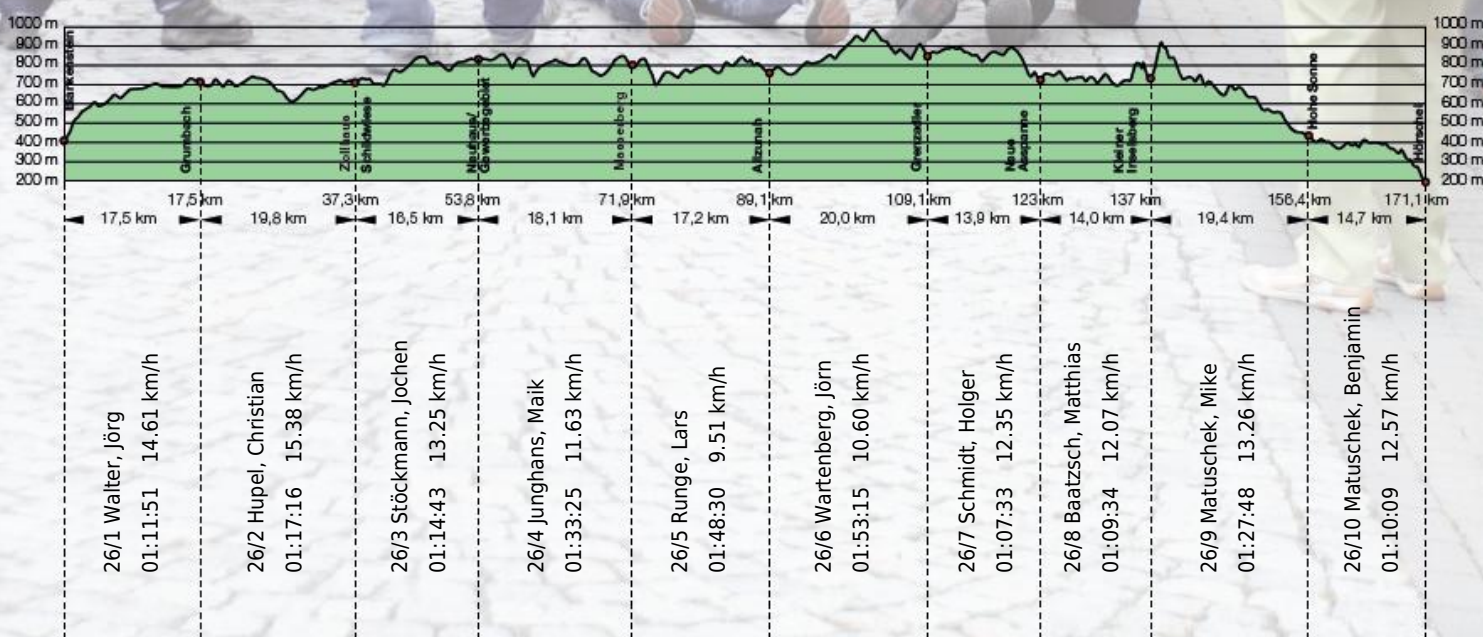 1000 m
900 m
800 m
700 m
600 m
500 m
400 m
300 m
200 m
1000 m
900 m
800 m
700 m
600 m
500 m
400 m
300 m
200 m
Blankenstein
Grumbach
Zollhaus
Schildwiese
Neuhaus/
Masserberg
Allzunah
Grenzadler
Neue
Ausspanne
Kleiner
Inselsberg
Hohe Sonne
Hörschel
17,5 km
37,3 km
53,8 km
71,9 km
89,1 km
109,1 km
123 km
137 km
156,4 km
171,1 km
17,5 km
19,8 km
16,5 km
18,1 km
17,2 km
20,0 km
13,9 km
14,0 km
19,4 km
14,7 km
26/1 Walter, Jörg
01:11:51 14.61 km/h
26/2 Hupel, Christian
01:17:16 15.38 km/h
26/3 Stöckmann, Jochen
01:14:43 13.25 km/h
26/4 Junghans, Maik
01:33:25 11.63 km/h
26/5 Runge, Lars
01:48:30 9.51 km/h
26/6 Wartenberg, Jörn
01:53:15 10.60 km/h
26/7 Schmidt, Holger
01:07:33 12.35 km/h
26/8 Baatzsch, Matthias
01:09:34 12.07 km/h
26/9 Matuschek, Mike
01:27:48 13.26 km/h
26/10 Matuschek, Benjamin
01:10:09 12.57 km/h